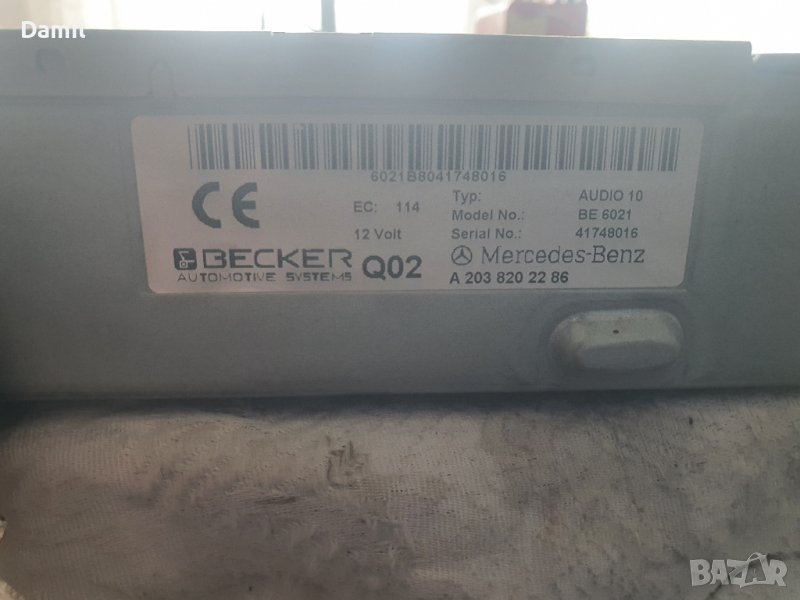 Damit
6021B8041748016
CE
EC: 114
12 Volt
Typ: AUDIO 10
Model No.: BE 6021
Serial No.: 41748016
BECKER
AUTOMOTIVE SYSTEMS
Q02
Mercedes-Benz
A 203 820 22 86
BAZAR